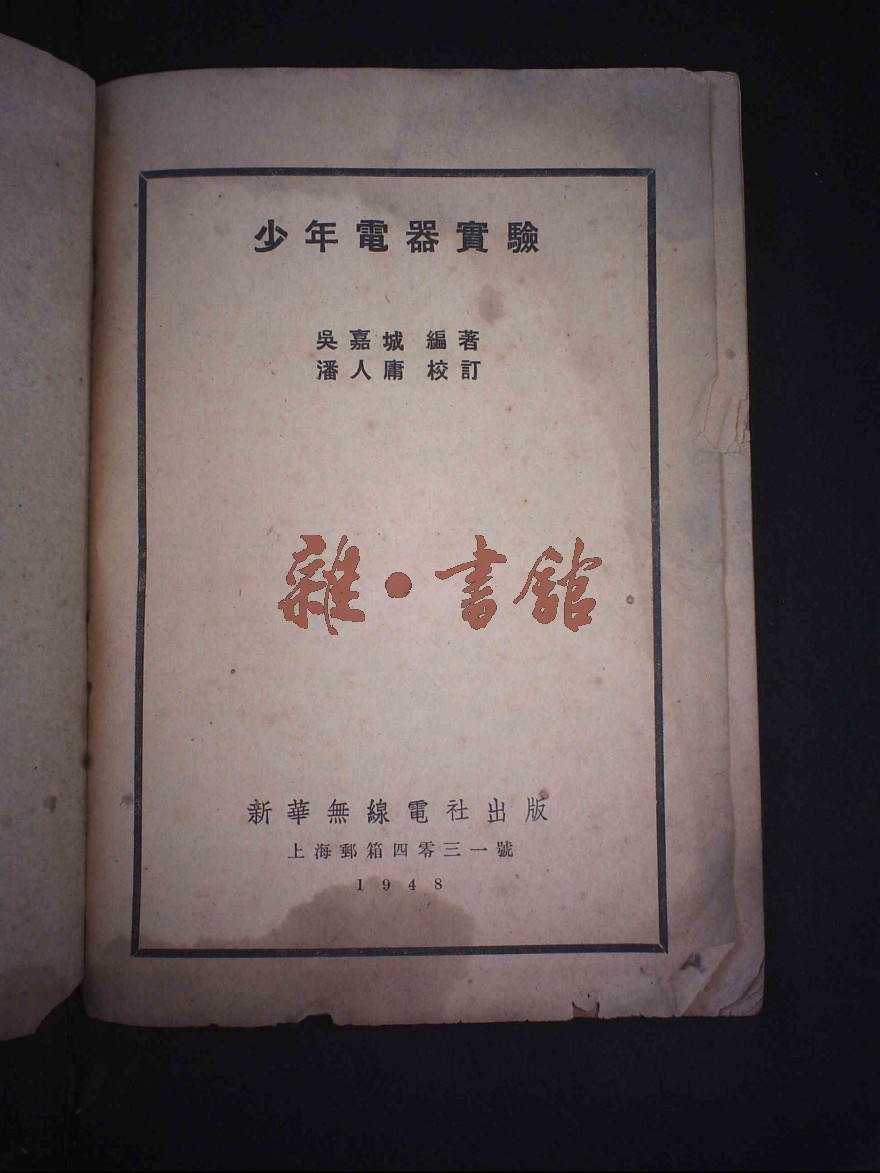 少年電器實驗
吳嘉城 編著
潘人庸 校訂
雜·書館
新華無線電社出版
上海郵箱四零三一號
1948